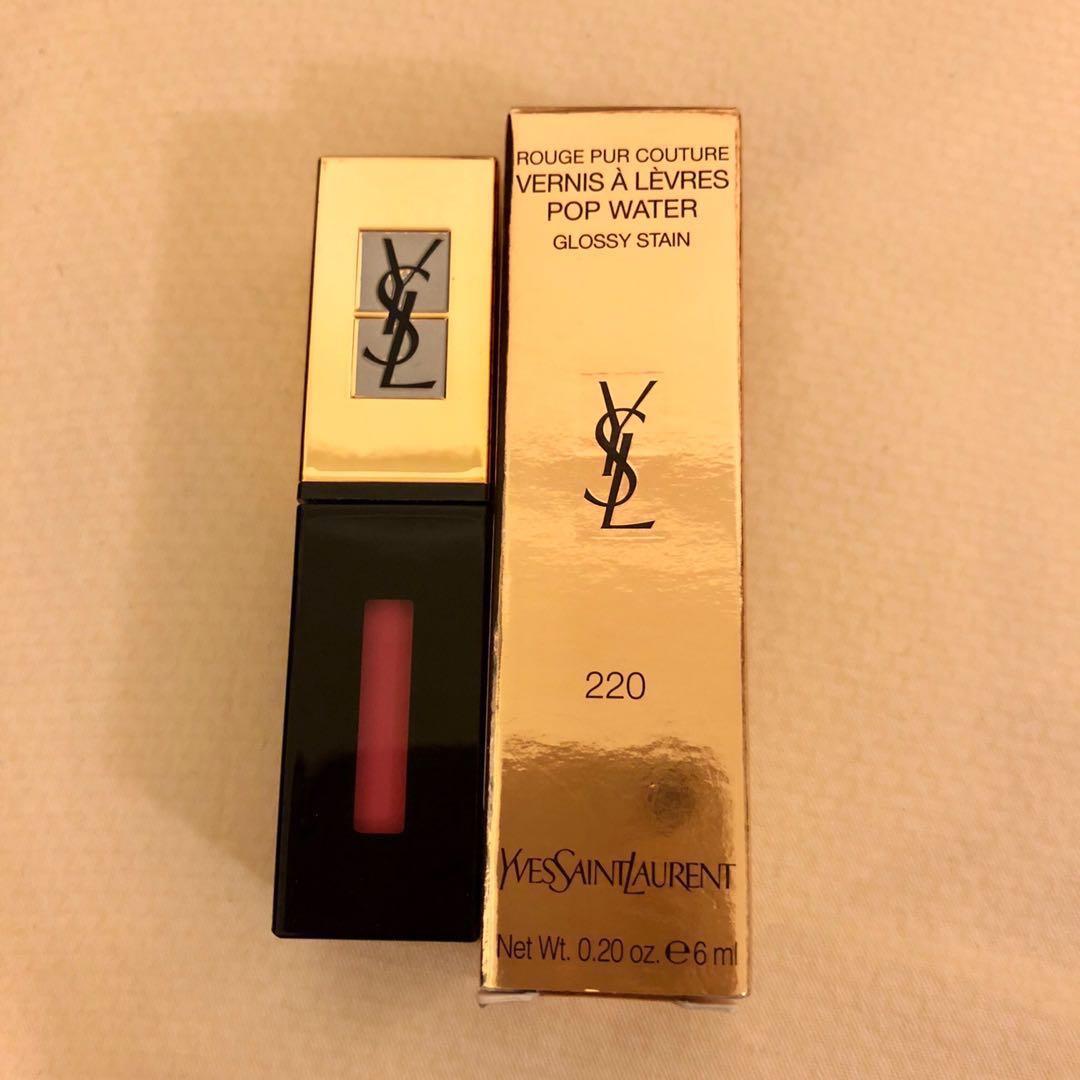 YSL
ROUGE PUR COUTURE
VERNIS À LÈVRES
POP WATER
GLOSSY STAIN
YSL
220
YVESSAINTLAURENT
Net Wt. 0.20 oz. ℮ 6 ml